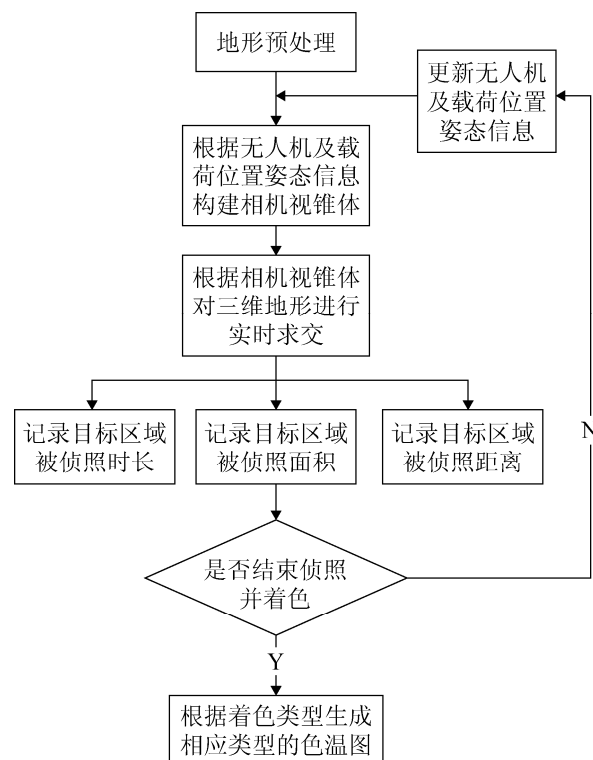 地形预处理
更新无人机
及载荷位置
姿态信息
根据无人机及载
荷位置姿态信息
构建相机视锥体
根据相机视锥体
对三维地形进行
实时求交
记录目标区域
被侦照时长
记录目标区域
被侦照面积
记录目标区域
被侦照距离
N
是否结束侦照
并着色
Y
根据着色类型生成
相应类型的色温图